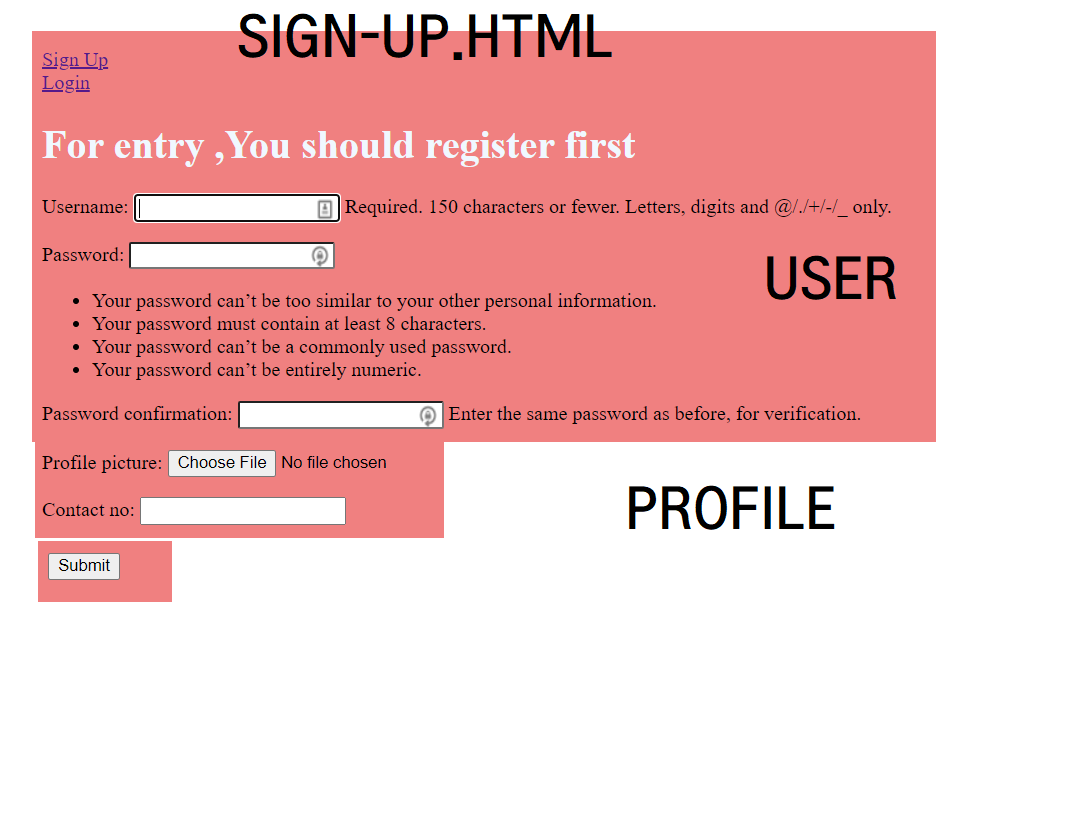 SIGN-UP.HTML
Sign Up
Login
For entry ,You should register first
Username: Required. 150 characters or fewer. Letters, digits and @/./+/-/_ only.
Password:
USER
• Your password can’t be too similar to your other personal information.
• Your password must contain at least 8 characters.
• Your password can’t be a commonly used password.
• Your password can’t be entirely numeric.
Password confirmation: Enter the same password as before, for verification.
Profile picture: Choose File No file chosen
Contact no:
PROFILE
Submit